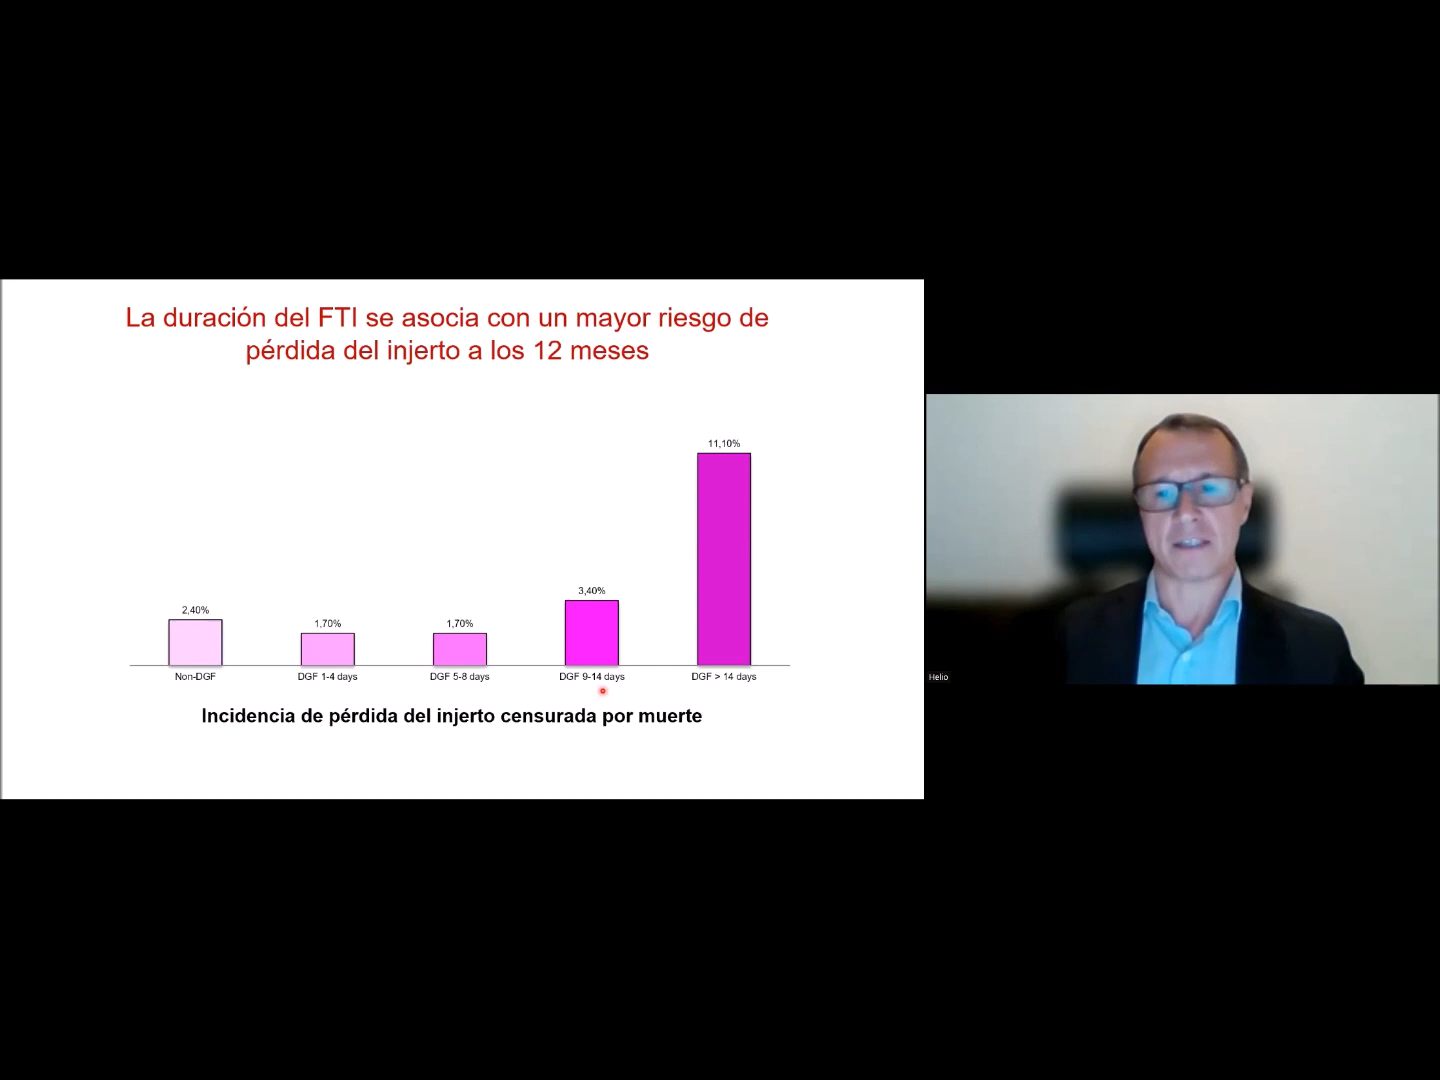 La duración del FTI se asocia con un mayor riesgo de
pérdida del injerto a los 12 meses
11,10%
3,40%
2,40%
1,70%
1,70%
Non-DGF
DGF 1-4 days
DGF 5-8 days
DGF 9-14 days
DGF > 14 days
Incidencia de pérdida del injerto censurada por muerte
Helio